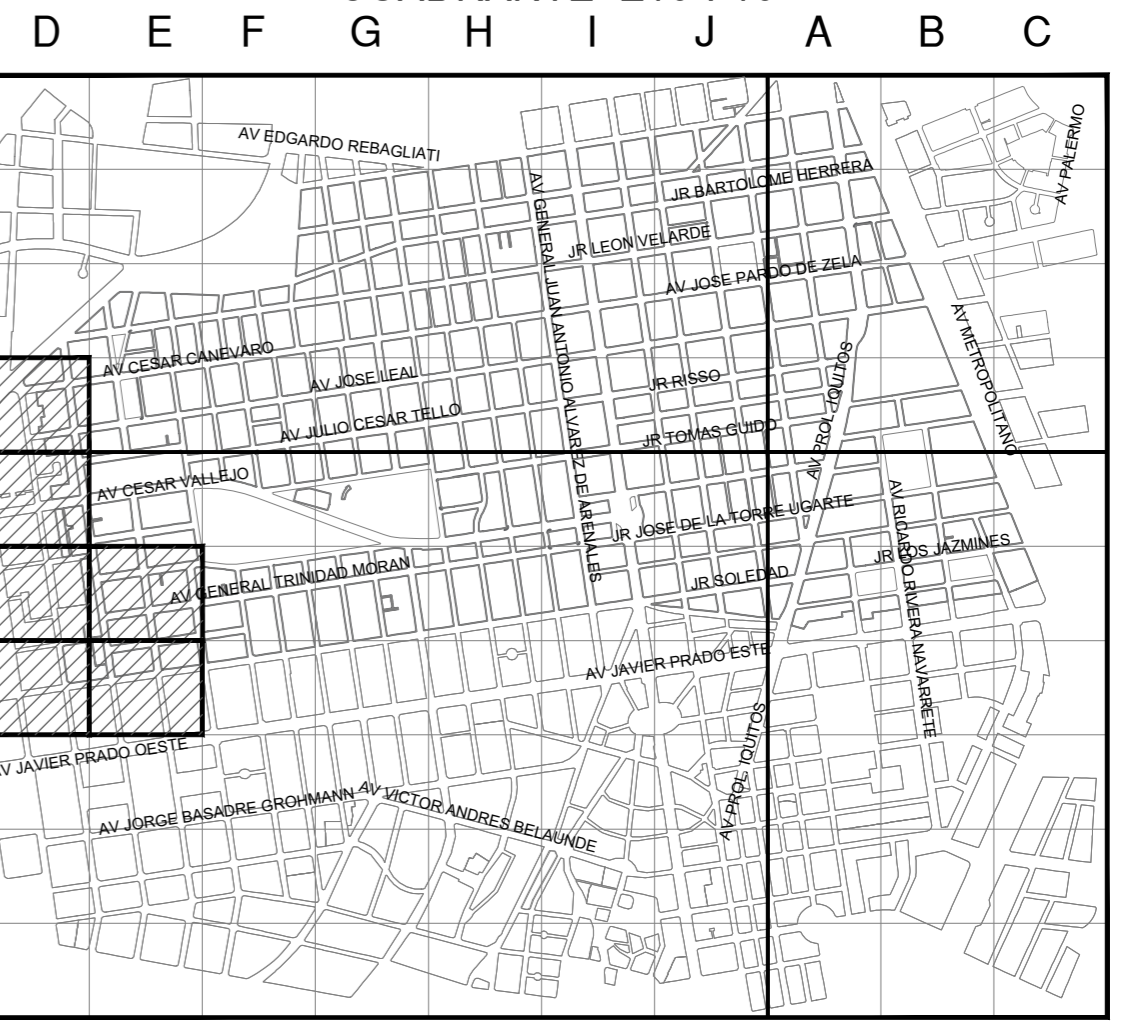 D E F G H I J A B C
AV EDGARDO REBAGLIATI
AV PALERMO
JR BARTOLOME HERRERA
AV GENERAL JUAN ANTONIO ALVAREZ DE ARENALES
JR LEON VELARDE
AV JOSE PARDO DE ZELA
AV METROPOLITANO
AV CESAR CANEVARO
AV JOSE LEAL
JR RISSO
AV PROL. IQUITOS
AV JULIO CESAR TELLO
JR TOMAS GUIDO
AV CESAR VALLEJO
AV RICARDO RIVERA NAVARRETE
JR JOSE DE LA TORRE UGARTE
JR LOS JAZMINES
AV GENERAL TRINIDAD MORAN
JR SOLEDAD
AV JAVIER PRADO ESTE
AV JAVIER PRADO OESTE
AV PROL. IQUITOS
AV JORGE BASADRE GROHMANN
AV VICTOR ANDRES BELAUNDE